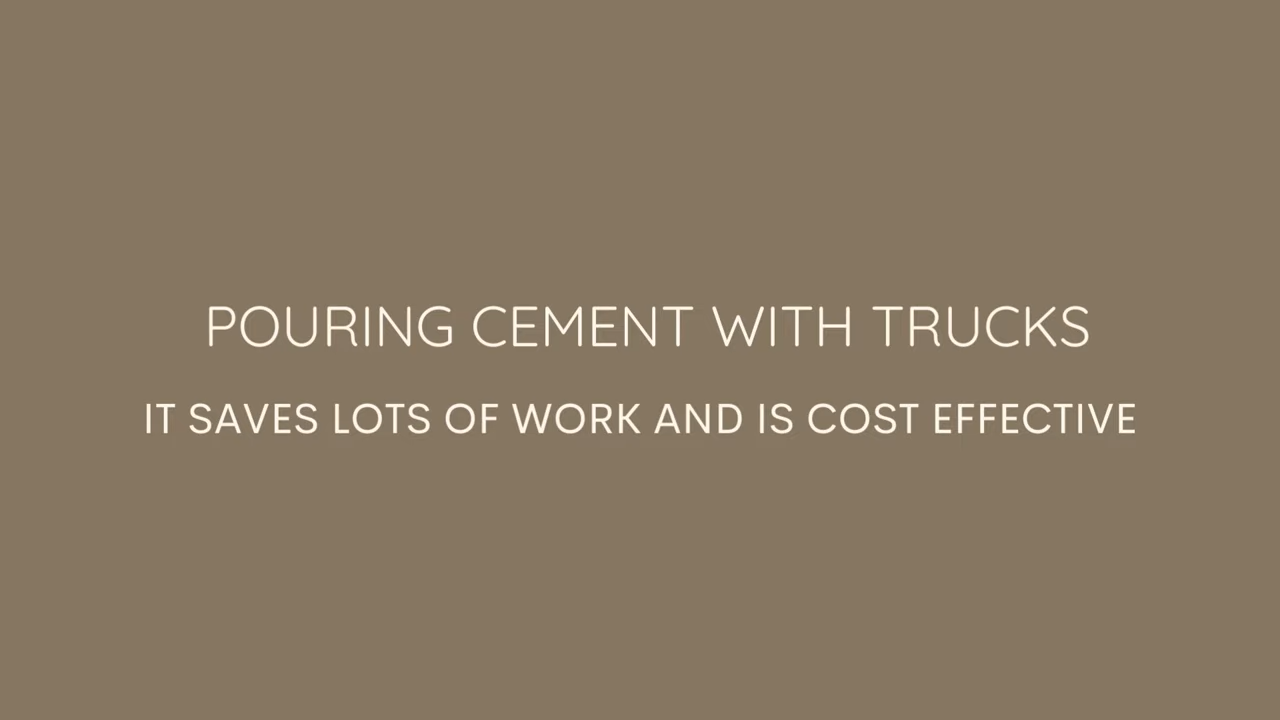 POURING CEMENT WITH TRUCKS
IT SAVES LOTS OF WORK AND IS COST EFFECTIVE